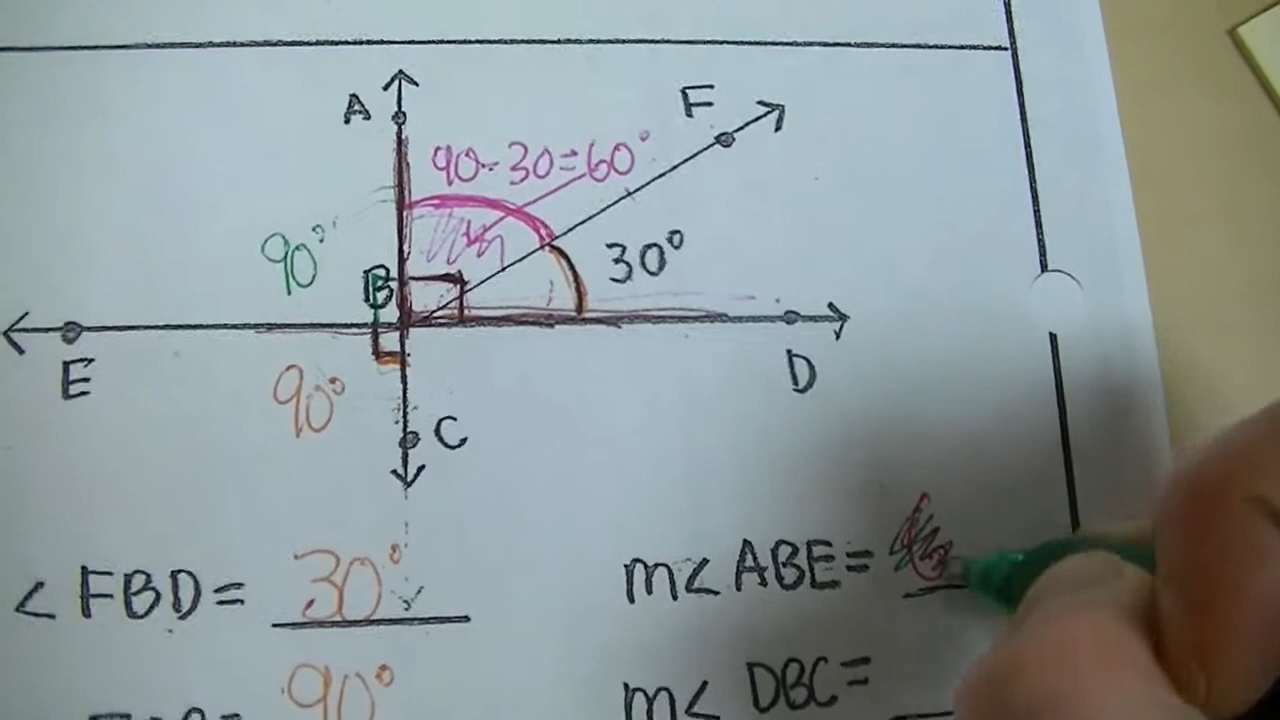 A
F
90-30=60°
90°
B
30°
E
D
90°
C
< FBD = 30°
m< ABE =
90°
m< DBC =